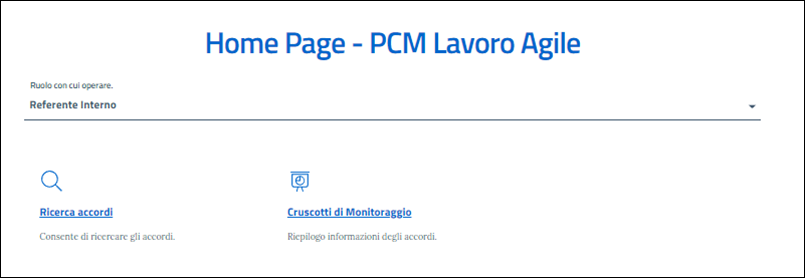 Home Page - PCM Lavoro Agile
Ruolo con cui operare.
Referente Interno
Ricerca accordi
Cruscotti di Monitoraggio
Consente di ricercare gli accordi.
Riepilogo informazioni degli accordi.